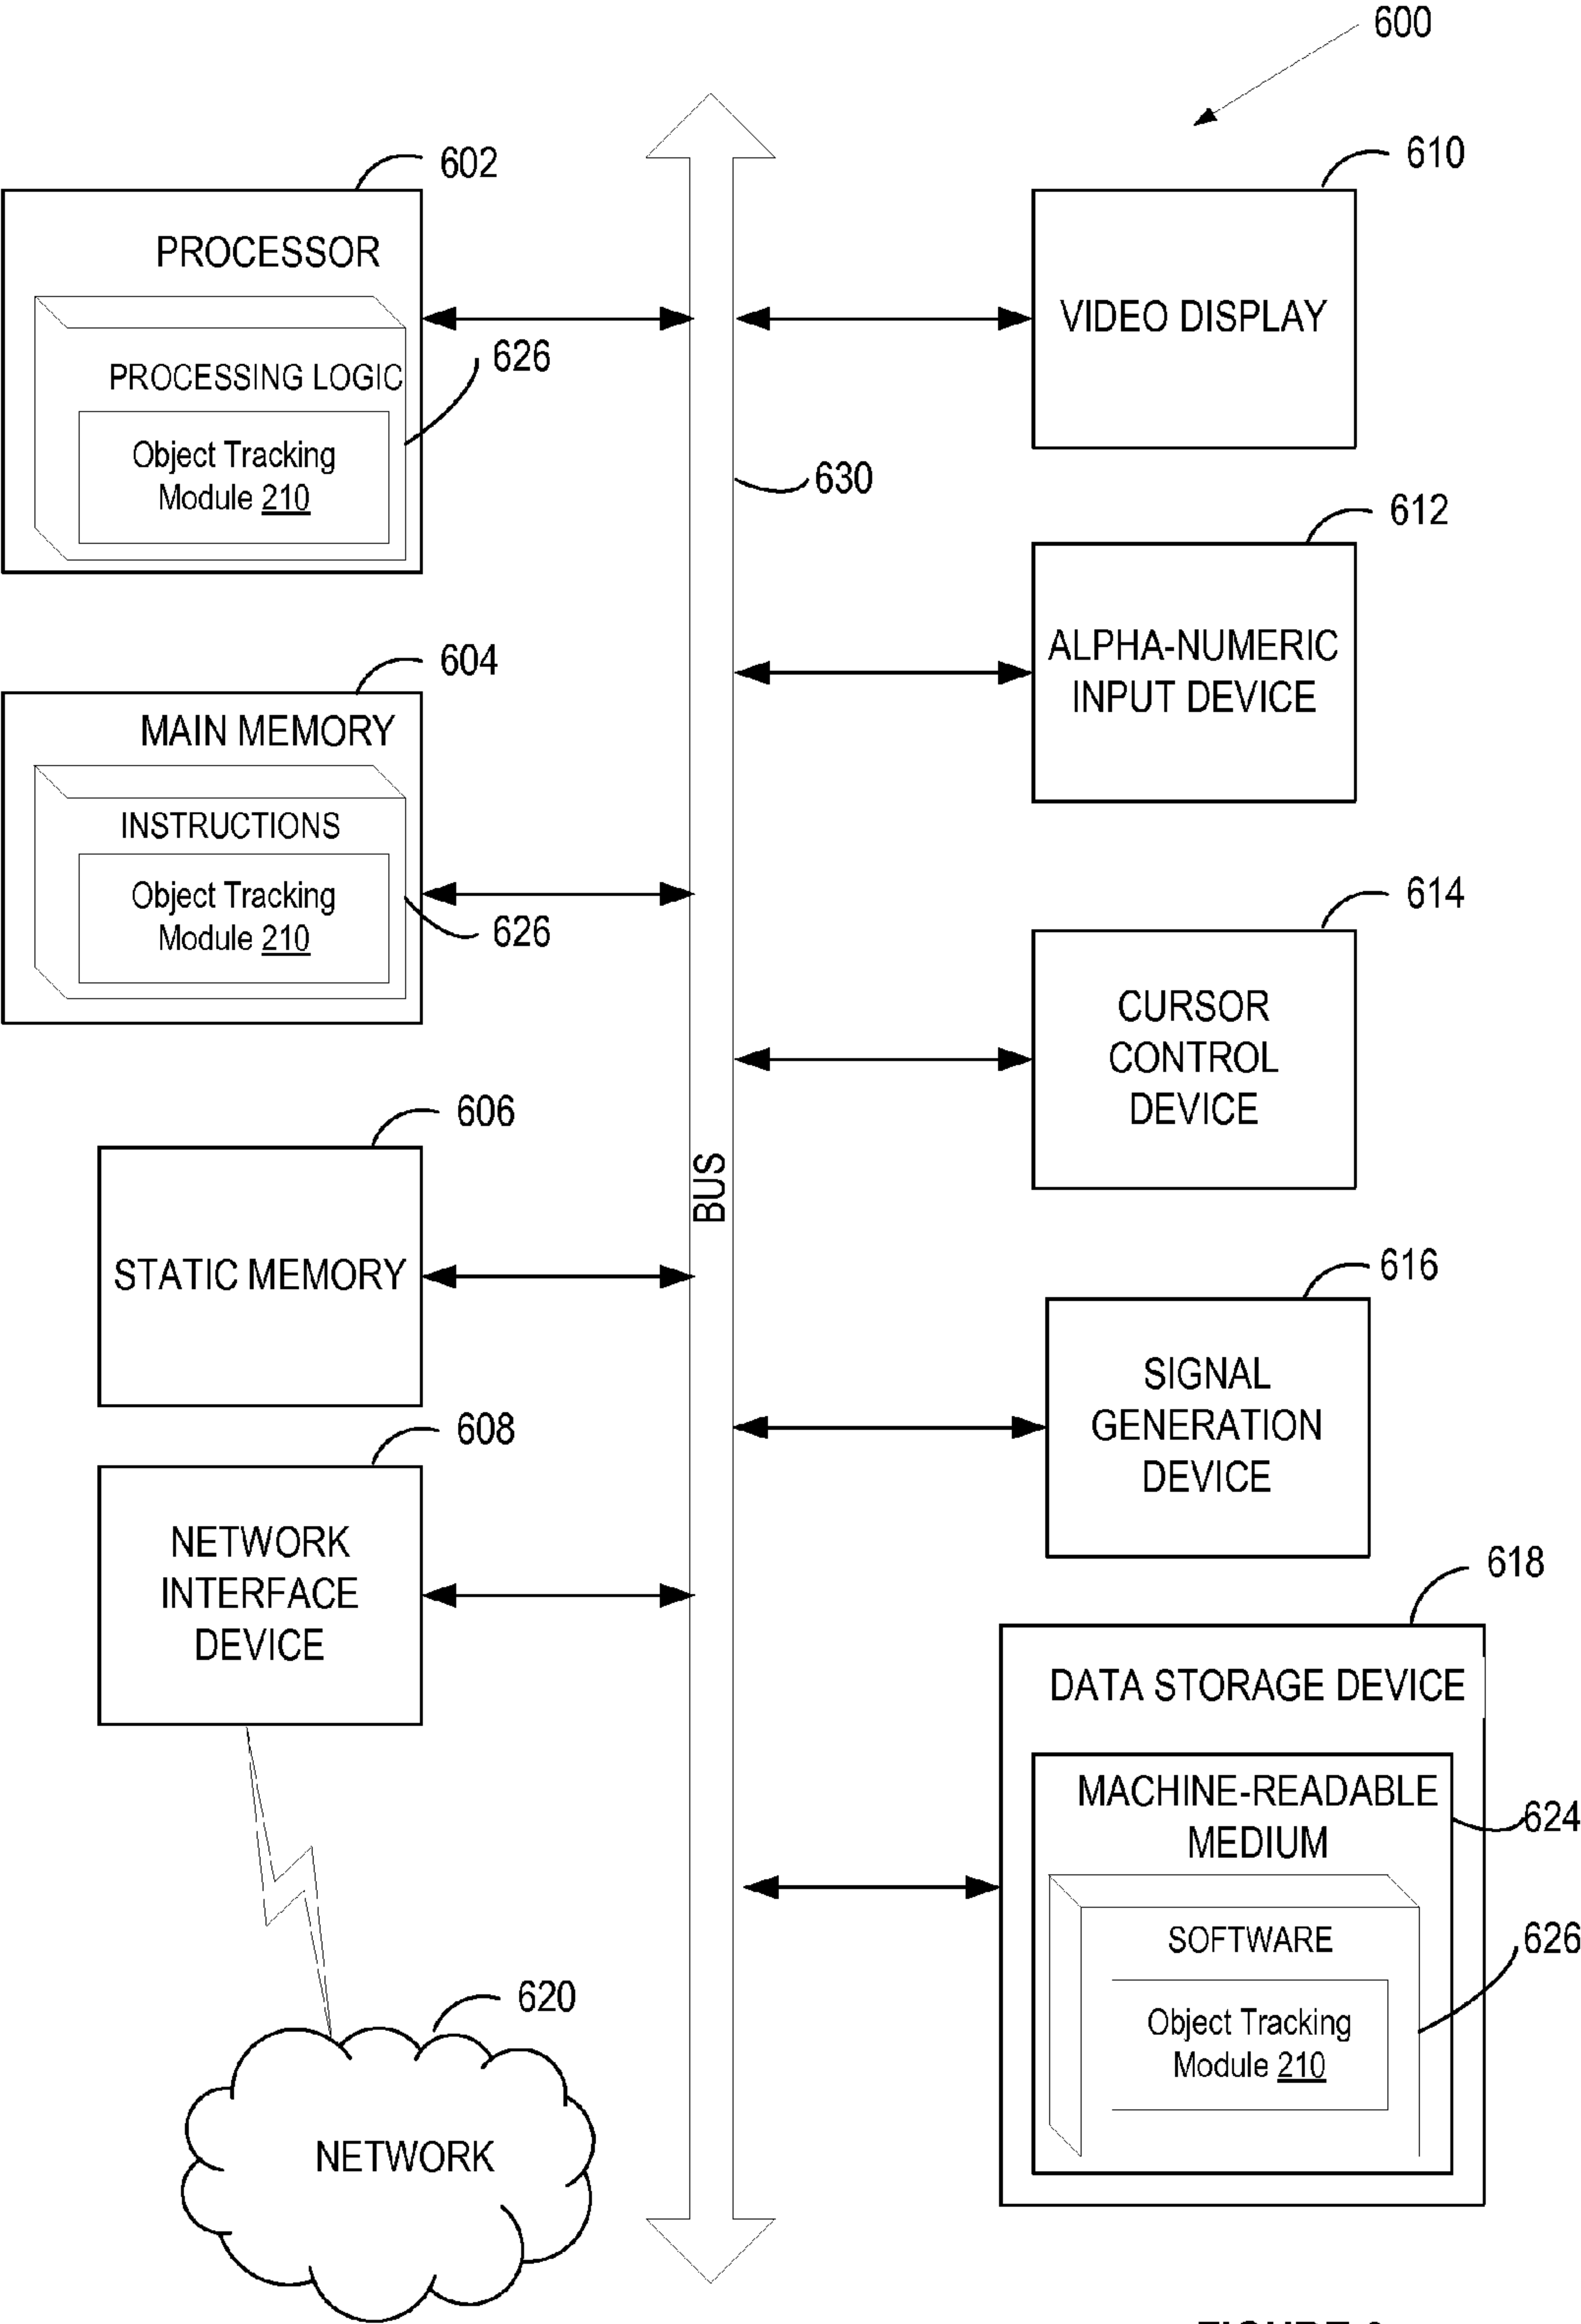 600
602
PROCESSOR
PROCESSING LOGIC
Object Tracking
Module 210
626
604
MAIN MEMORY
INSTRUCTIONS
Object Tracking
Module 210
626
606
STATIC MEMORY
608
NETWORK
INTERFACE
DEVICE
620
NETWORK
BUS
630
610
VIDEO DISPLAY
612
ALPHA-NUMERIC
INPUT DEVICE
614
CURSOR
CONTROL
DEVICE
616
SIGNAL
GENERATION
DEVICE
618
DATA STORAGE DEVICE
MACHINE-READABLE
MEDIUM
624
SOFTWARE
626
Object Tracking
Module 210